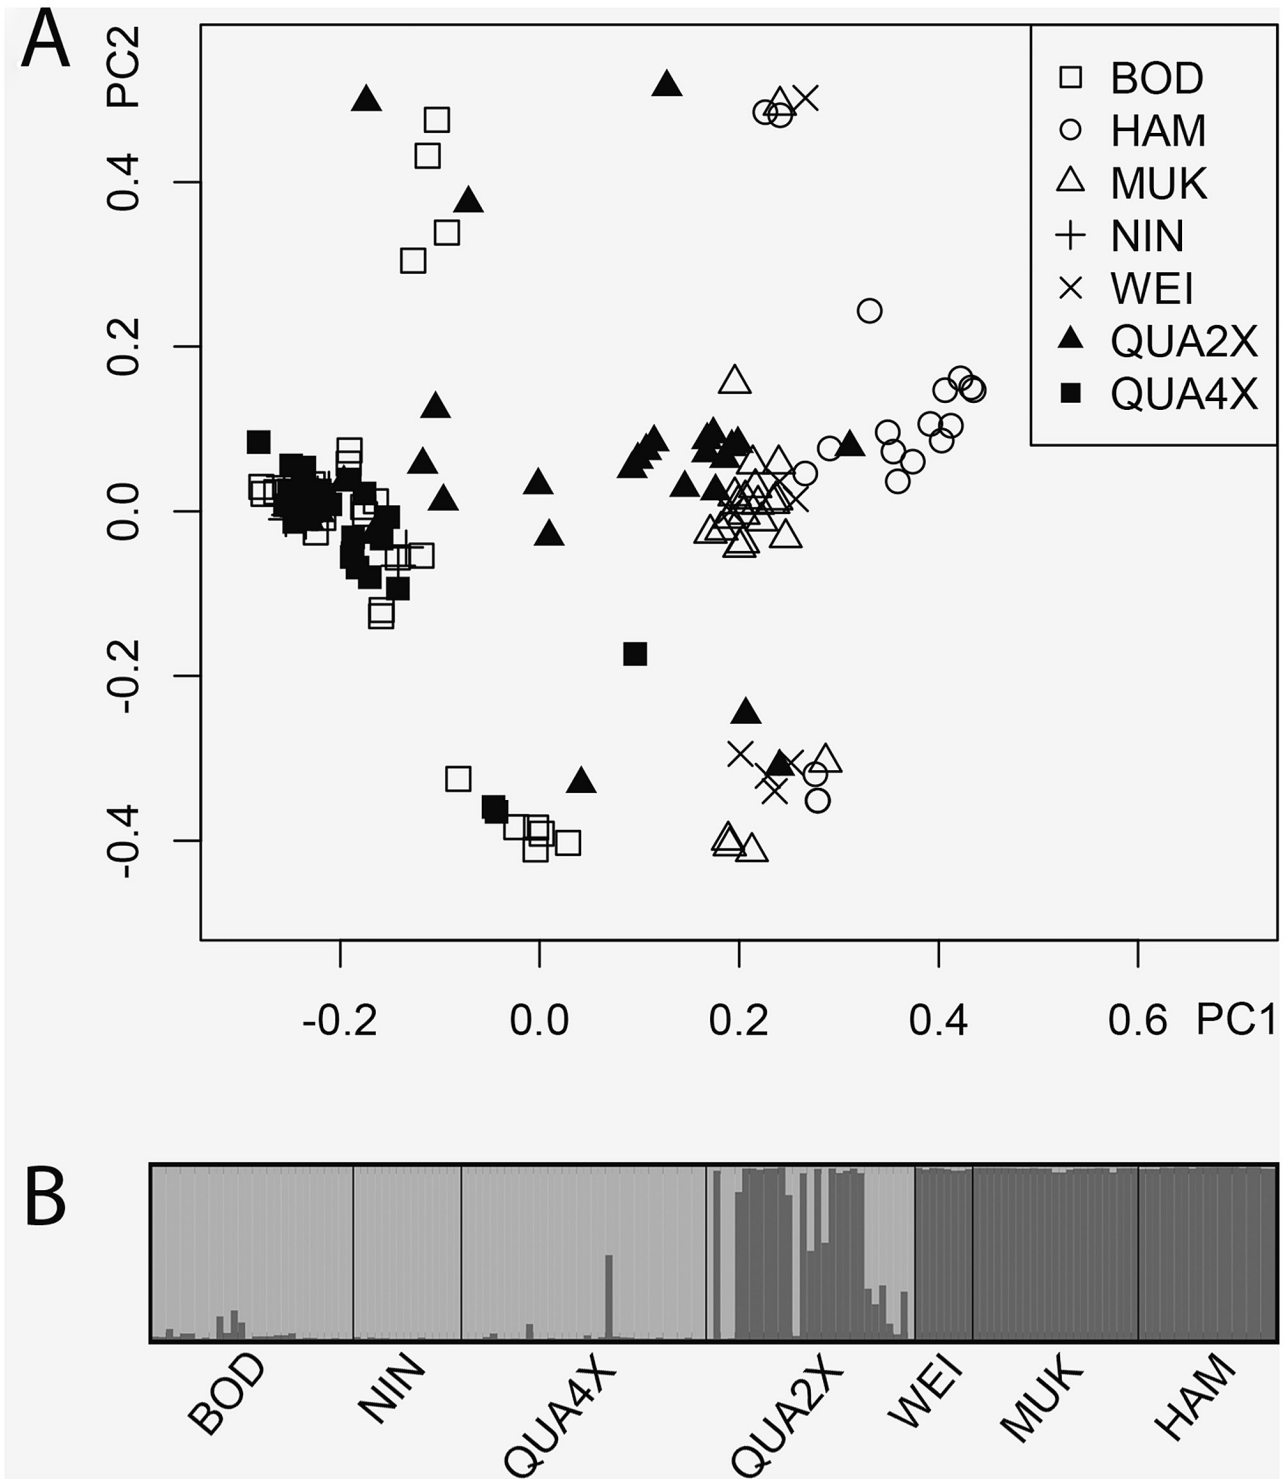 A
PC2
0.4
0.2
0.0
-0.2
-0.4
BOD
HAM
MUK
NIN
WEI
QUA2X
QUA4X
-0.2 0.0 0.2 0.4 0.6 PC1
B
BOD NIN QUA4X QUA2X WEI MUK HAM